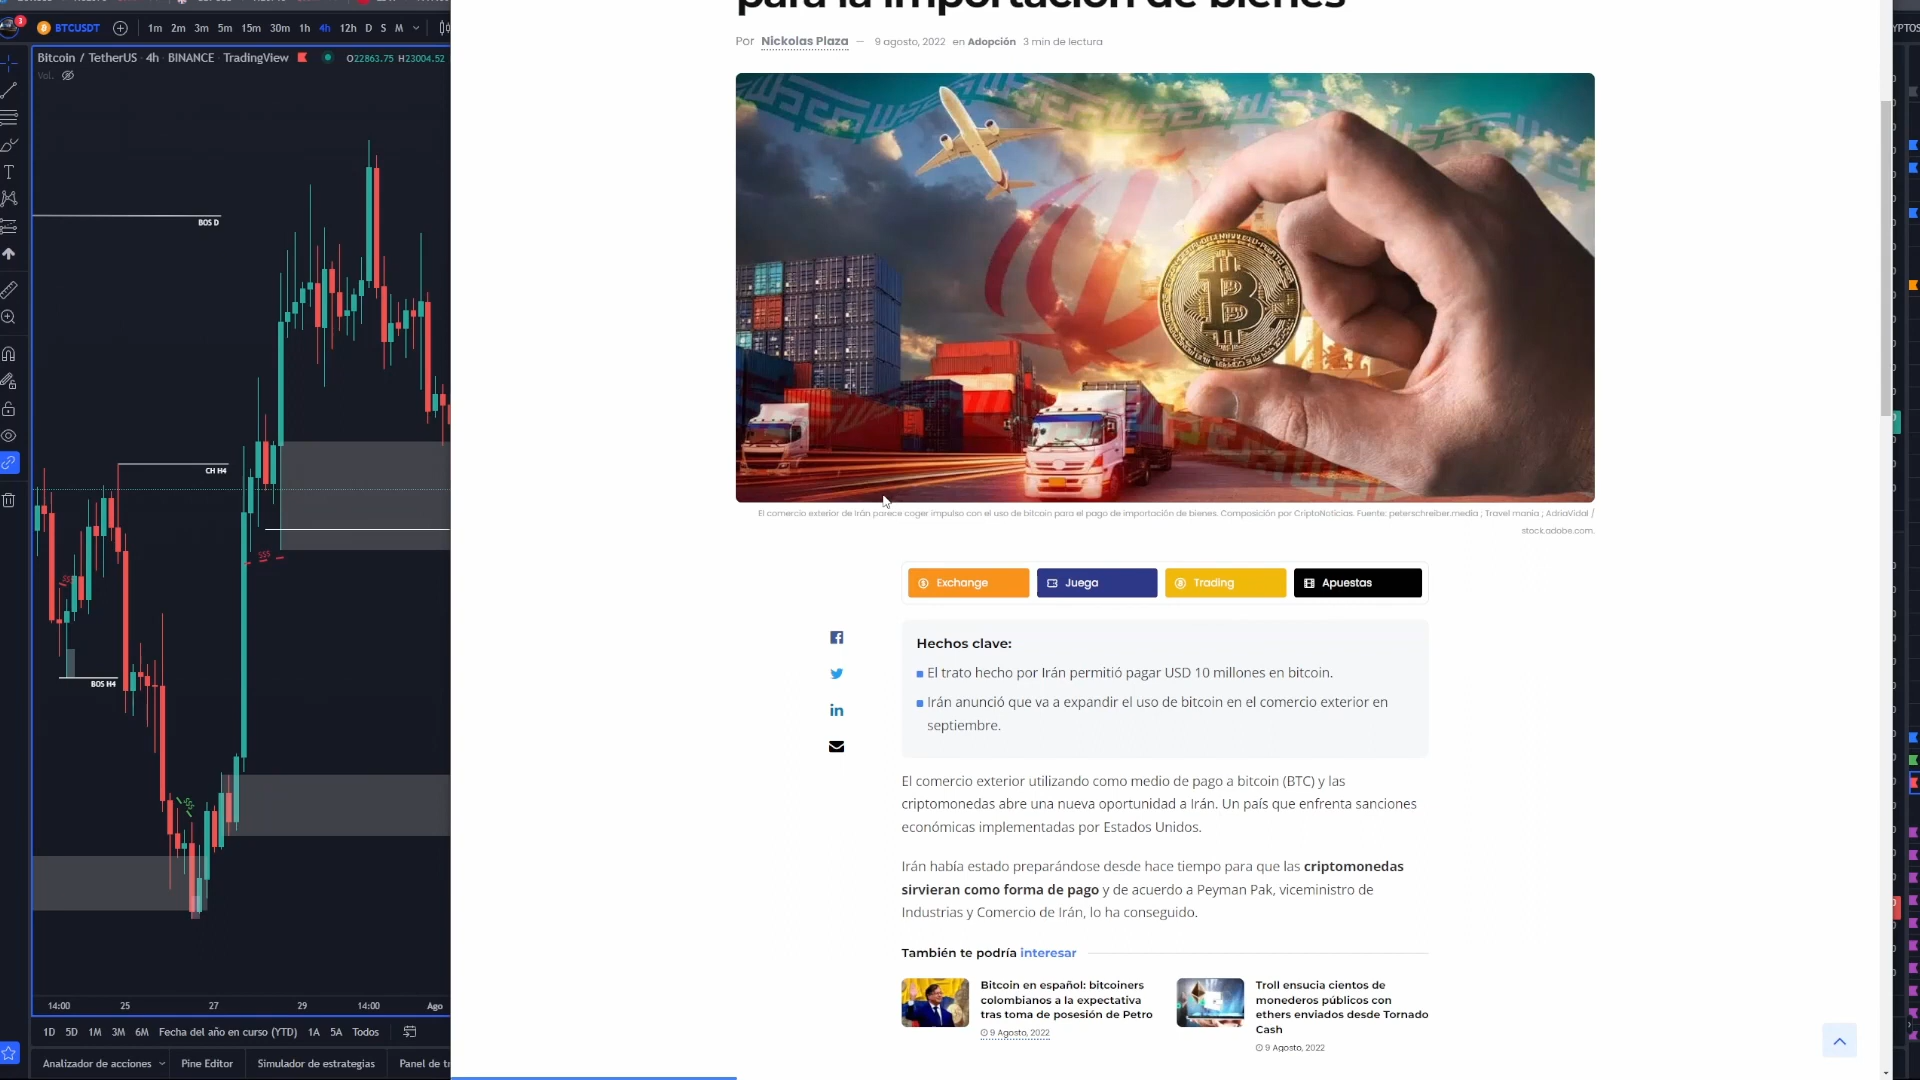 3
BTCUSDT
1m 2m 3m 5m 15m 30m 1h 4h 12h D S M
Bitcoin / TetherUS · 4h · BINANCE · TradingView
O22863.75 H23004.52
Vol.
BOS D
CH H4
$$$
$$$
BOS H4
$$$
14:00 25 27 29 14:00 Ago
1D 5D 1M 3M 6M Fecha del año en curso (YTD) 1A 5A Todos
Analizador de acciones Pine Editor Simulador de estrategias Panel de tr
para la importación de bienes
Por Nickolas Plaza — 9 agosto, 2022 en Adopción 3 min de lectura
El comercio exterior de Irán parece coger impulso con el uso de bitcoin para el pago de importación de bienes. Composición por CriptoNoticias. Fuente: peterschreiber.media ; Travel mania ; AdriaVidal /
stock.adobe.com.
Exchange Juega Trading Apuestas
Hechos clave:
El trato hecho por Irán permitió pagar USD 10 millones en bitcoin.
Irán anunció que va a expandir el uso de bitcoin en el comercio exterior en
septiembre.
El comercio exterior utilizando como medio de pago a bitcoin (BTC) y las
criptomonedas abre una nueva oportunidad a Irán. Un país que enfrenta sanciones
económicas implementadas por Estados Unidos.
Irán había estado preparándose desde hace tiempo para que las criptomonedas
sirvieran como forma de pago y de acuerdo a Peyman Pak, viceministro de
Industrias y Comercio de Irán, lo ha conseguido.
También te podría interesar
Bitcoin en español: bitcoiners
colombianos a la expectativa
tras toma de posesión de Petro
9 Agosto, 2022
Troll ensucia cientos de
monederos públicos con
ethers enviados desde Tornado
Cash
9 Agosto, 2022
YPTOS